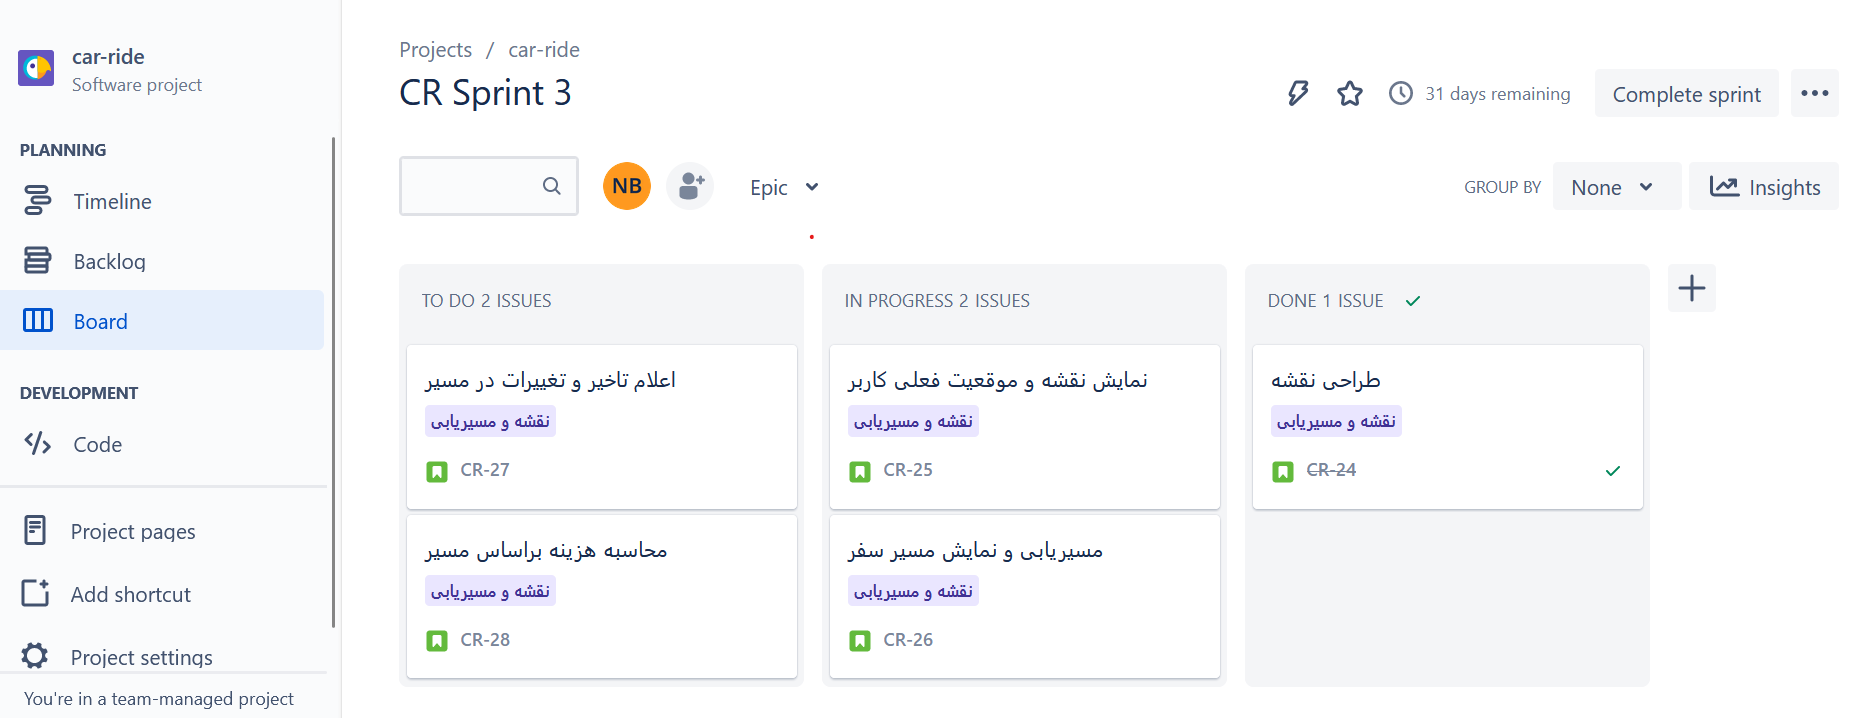 car-ride
Software project
PLANNING
Timeline
Backlog
Board
DEVELOPMENT
Code
Project pages
Add shortcut
Project settings
You're in a team-managed project
Projects / car-ride
CR Sprint 3
31 days remaining
Complete sprint
NB
Epic
GROUP BY
None
Insights
TO DO 2 ISSUES
اعلام تاخیر و تغییرات در مسیر
نقشه و مسیریابی
CR-27
محاسبه هزینه براساس مسیر
نقشه و مسیریابی
CR-28
IN PROGRESS 2 ISSUES
نمایش نقشه و موقعیت فعلی کاربر
نقشه و مسیریابی
CR-25
مسیریابی و نمایش مسیر سفر
نقشه و مسیریابی
CR-26
DONE 1 ISSUE
طراحی نقشه
نقشه و مسیریابی
CR-24